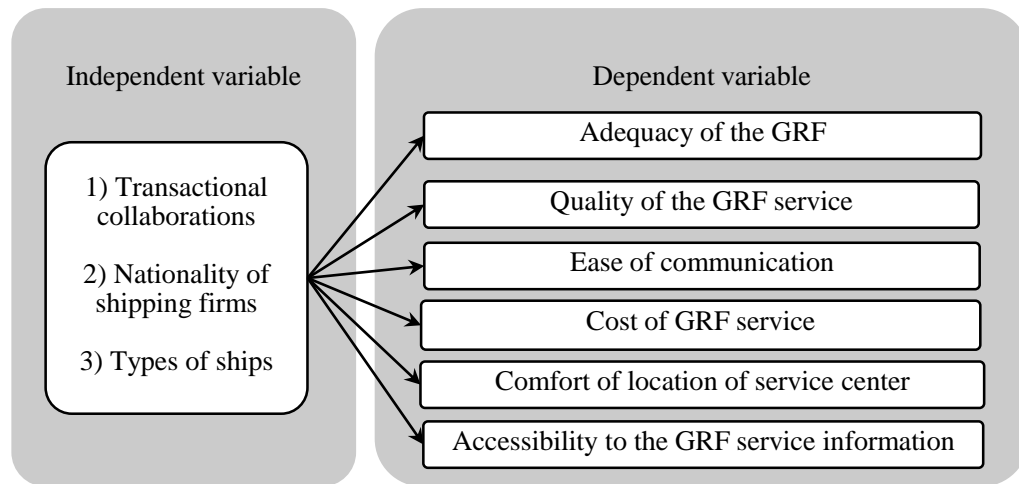 Independent variable
1) Transactional
collaborations
2) Nationality of
shipping firms
3) Types of ships
Dependent variable
Adequacy of the GRF
Quality of the GRF service
Ease of communication
Cost of GRF service
Comfort of location of service center
Accessibility to the GRF service information